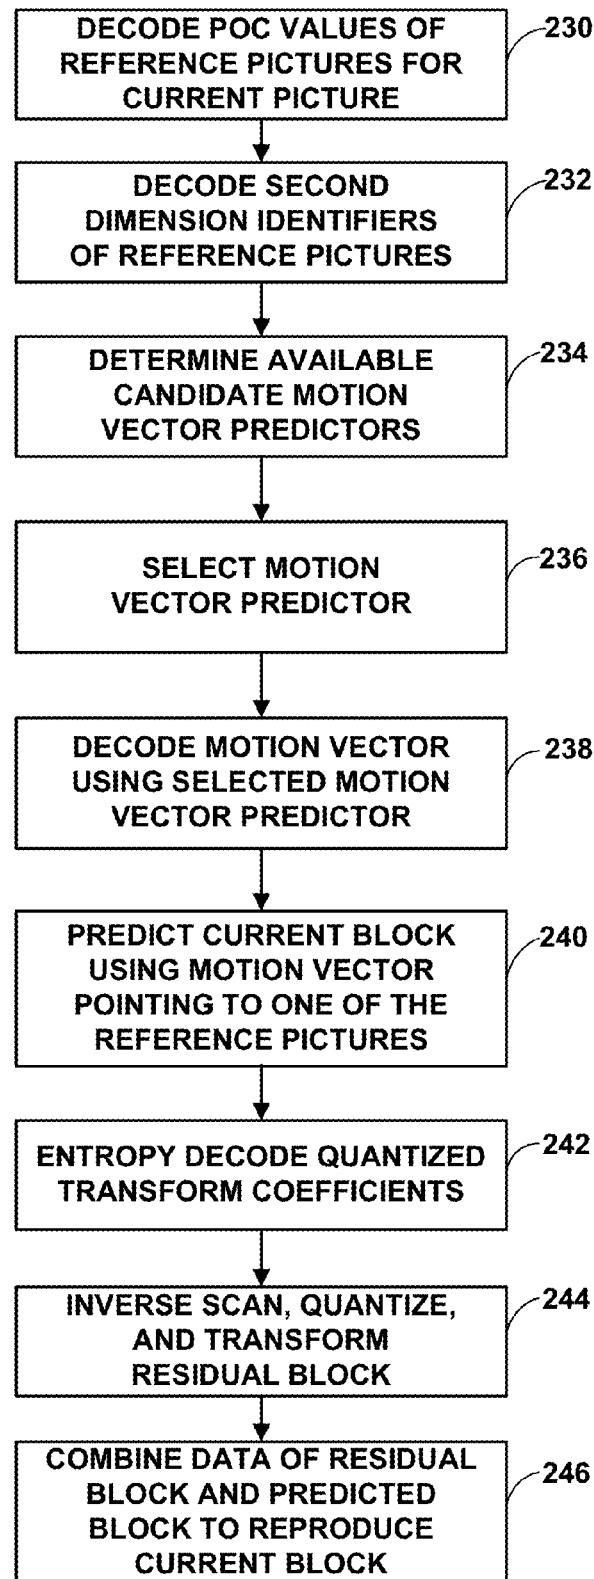 DECODE POC VALUES OF
REFERENCE PICTURES FOR
CURRENT PICTURE
230
DECODE SECOND
DIMENSION IDENTIFIERS
OF REFERENCE PICTURES
232
DETERMINE AVAILABLE
CANDIDATE MOTION
VECTOR PREDICTORS
234
SELECT MOTION
VECTOR PREDICTOR
236
DECODE MOTION VECTOR
USING SELECTED MOTION
VECTOR PREDICTOR
238
PREDICT CURRENT BLOCK
USING MOTION VECTOR
POINTING TO ONE OF THE
REFERENCE PICTURES
240
ENTROPY DECODE QUANTIZED
TRANSFORM COEFFICIENTS
242
INVERSE SCAN, QUANTIZE,
AND TRANSFORM
RESIDUAL BLOCK
244
COMBINE DATA OF RESIDUAL
BLOCK AND PREDICTED
BLOCK TO REPRODUCE
CURRENT BLOCK
246